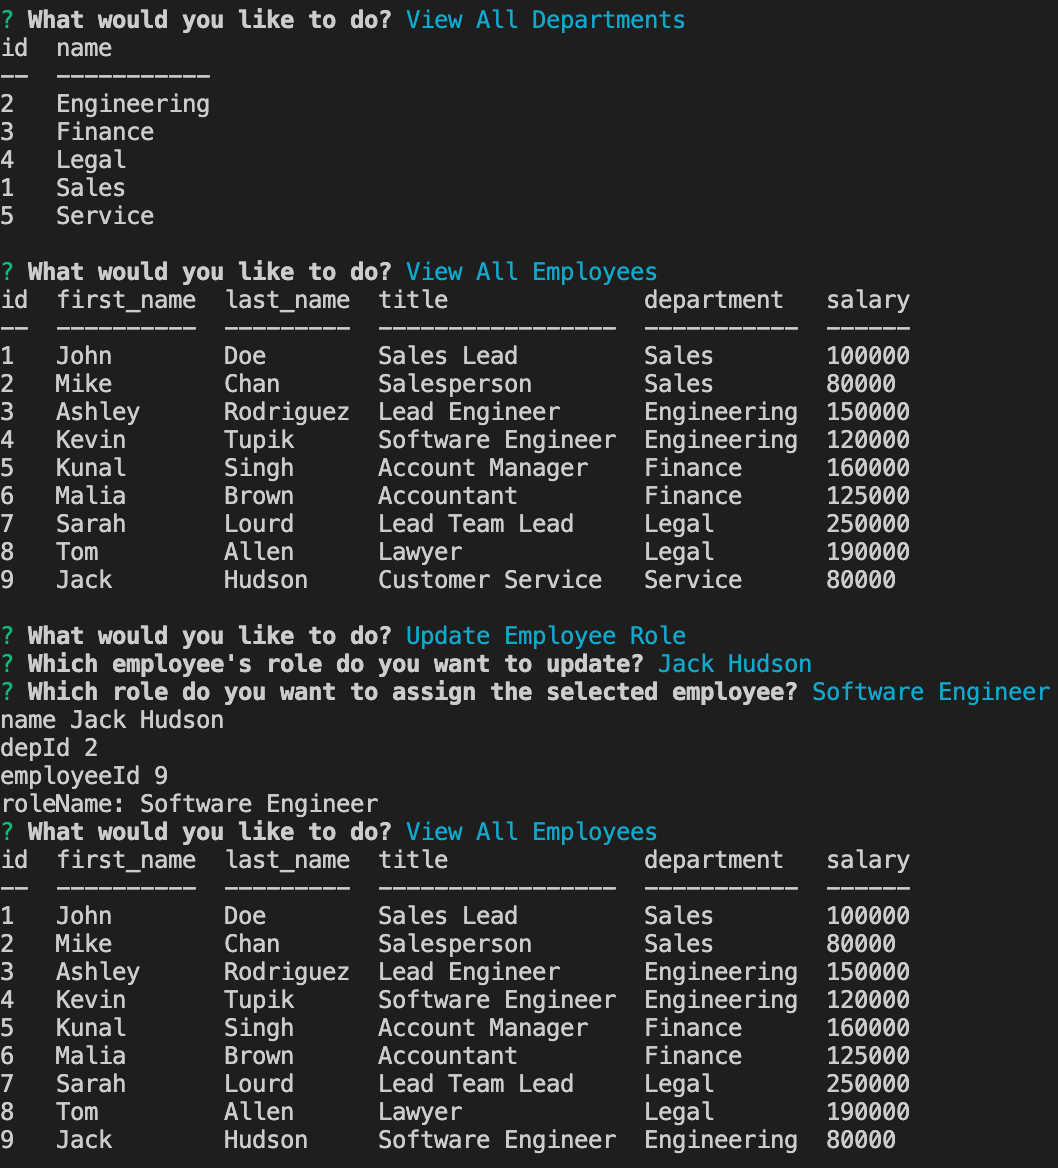 ? What would you like to do? View All Departments
id  name
--  -----------
2   Engineering
3   Finance
4   Legal
1   Sales
5   Service

? What would you like to do? View All Employees
id  first_name  last_name  title              department   salary
--  ----------  ---------  -----------------  -----------  ------
1   John        Doe        Sales Lead         Sales        100000
2   Mike        Chan       Salesperson        Sales        80000
3   Ashley      Rodriguez  Lead Engineer      Engineering  150000
4   Kevin       Tupik      Software Engineer  Engineering  120000
5   Kunal       Singh      Account Manager    Finance      160000
6   Malia       Brown      Accountant         Finance      125000
7   Sarah       Lourd      Lead Team Lead     Legal        250000
8   Tom         Allen      Lawyer             Legal        190000
9   Jack        Hudson     Customer Service   Service      80000

? What would you like to do? Update Employee Role
? Which employee's role do you want to update? Jack Hudson
? Which role do you want to assign the selected employee? Software Engineer
name Jack Hudson
depId 2
employeeId 9
roleName: Software Engineer
? What would you like to do? View All Employees
id  first_name  last_name  title              department   salary
--  ----------  ---------  -----------------  -----------  ------
1   John        Doe        Sales Lead         Sales        100000
2   Mike        Chan       Salesperson        Sales        80000
3   Ashley      Rodriguez  Lead Engineer      Engineering  150000
4   Kevin       Tupik      Software Engineer  Engineering  120000
5   Kunal       Singh      Account Manager    Finance      160000
6   Malia       Brown      Accountant         Finance      125000
7   Sarah       Lourd      Lead Team Lead     Legal        250000
8   Tom         Allen      Lawyer             Legal        190000
9   Jack        Hudson     Software Engineer  Engineering  80000